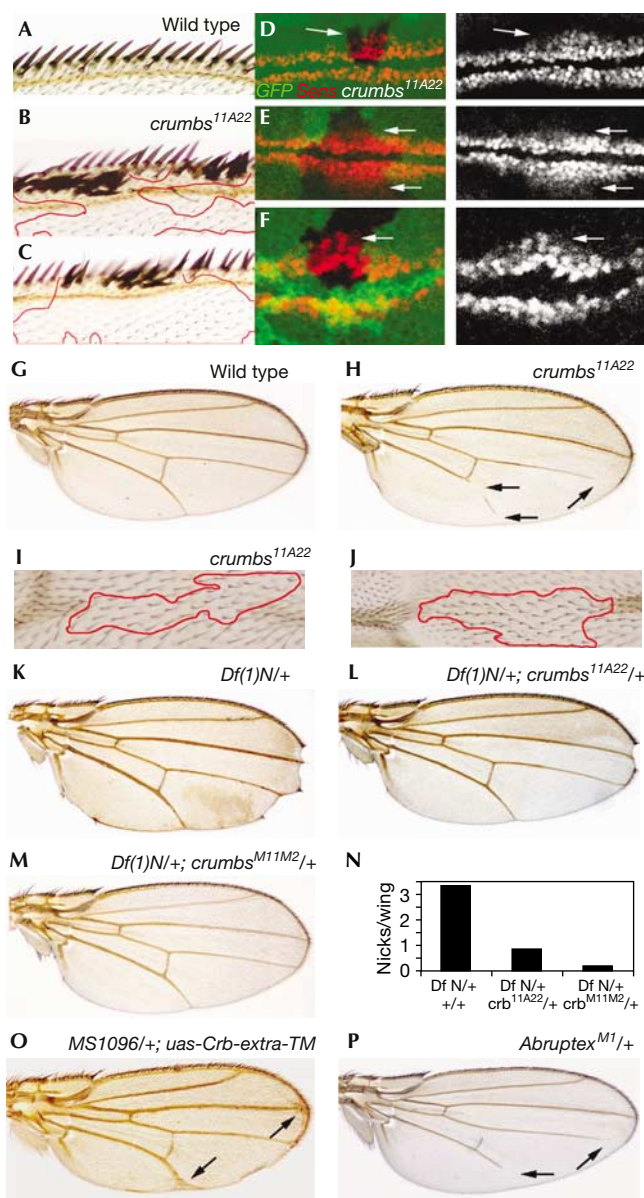 A Wild type D
GFP Sens crumbs11A22
B crumbs11A22 E
C F
G Wild type H crumbs11A22
I crumbs11A22 J
K Df(1)N/+ L Df(1)N/+; crumbs11A22/+
M Df(1)N/+; crumbsM11M2/+ N
Nicks/wing
3
2
1
0
Df N/+ Df N/+ Df N/+
+/+ crb11A22/+ crbM11M2/+
O MS1096/+; uas-Crb-extra-TM P AbruptexM1/+